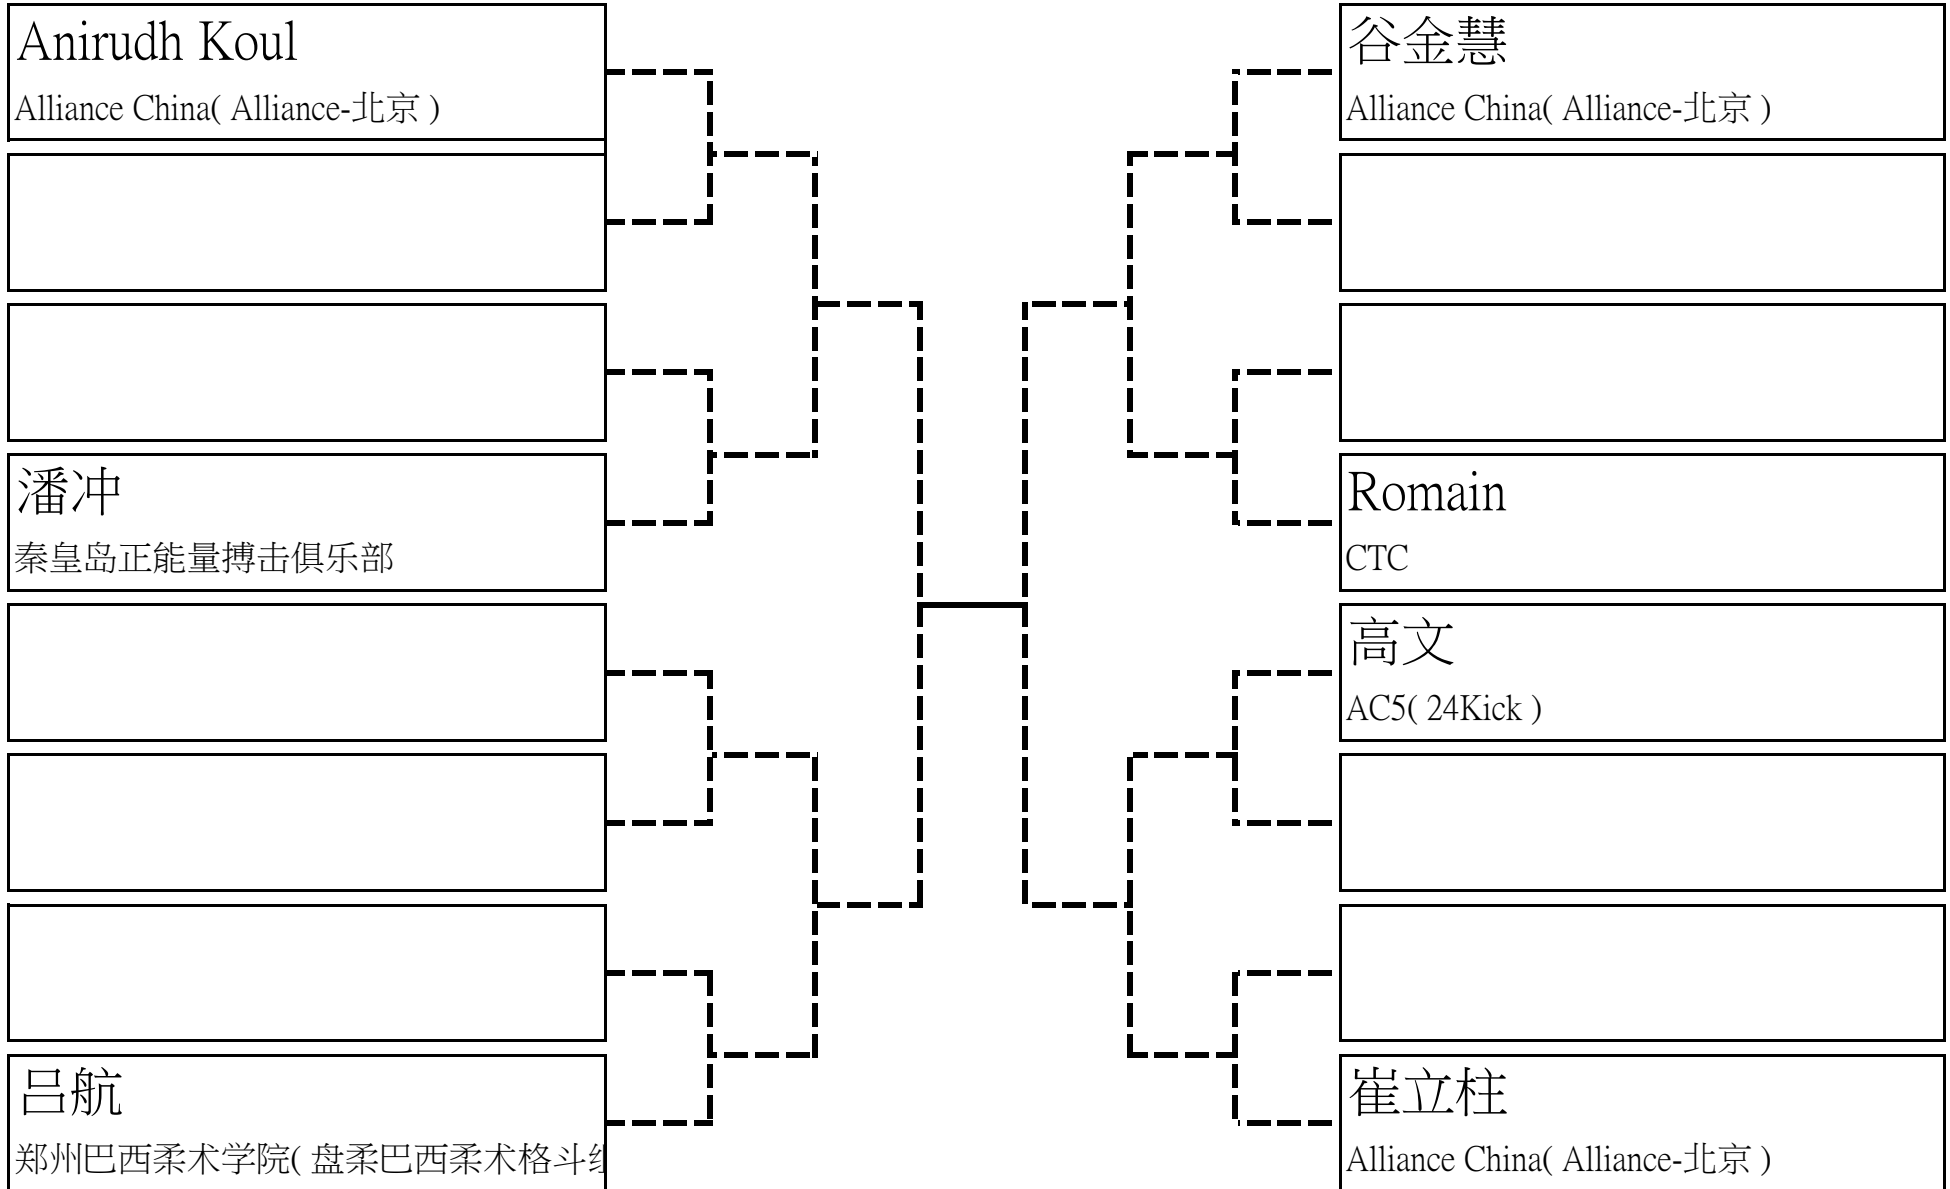 Anirudh Koul
Alliance China( Alliance-北京 )
潘冲
秦皇岛正能量搏击俱乐部
吕航
郑州巴西柔术学院( 盘柔巴西柔术格斗
谷金慧
Alliance China( Alliance-北京 )
Romain
CTC
高文
AC5( 24Kick )
崔立柱
Alliance China( Alliance-北京 )